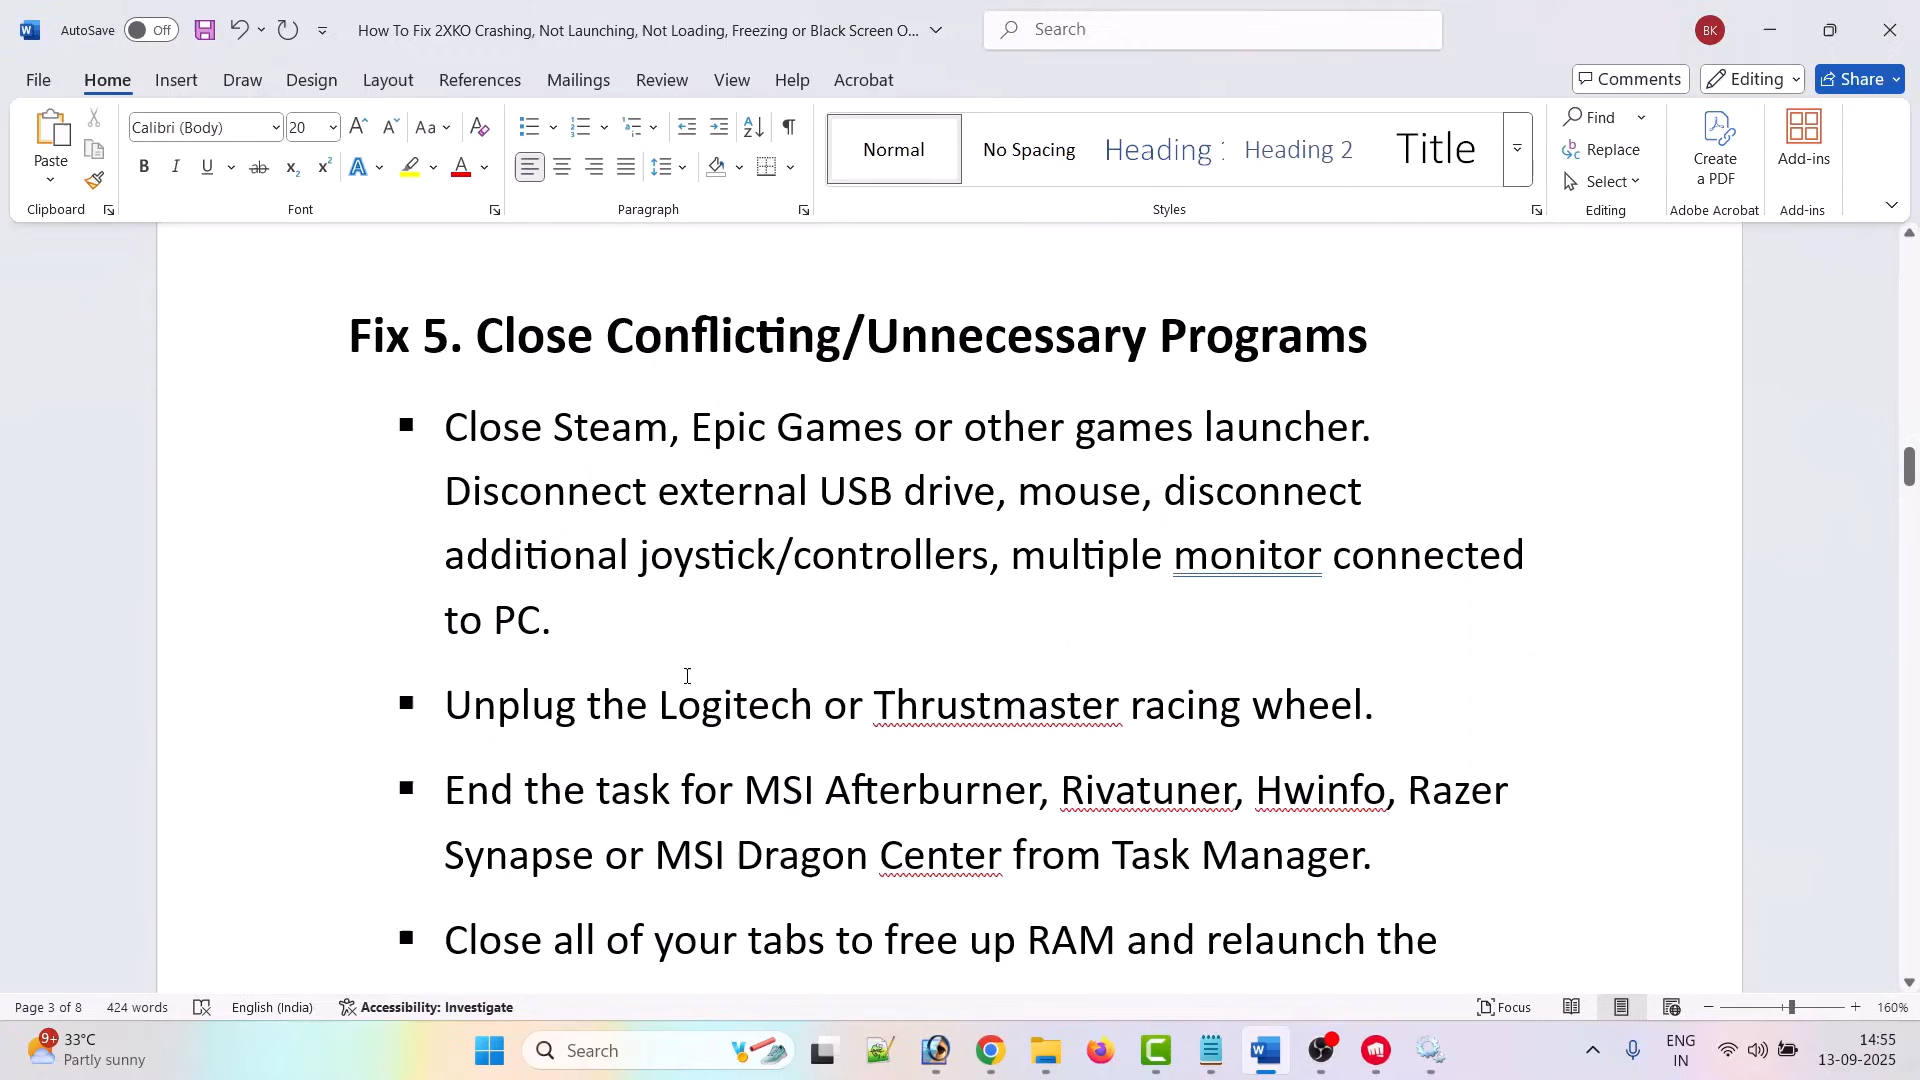 AutoSave Off How To Fix 2XKO Crashing, Not Launching, Not Loading, Freezing or Black Screen O... Search BK
File Home Insert Draw Design Layout References Mailings Review View Help Acrobat Comments Editing Share
Paste Calibri (Body) 20 Aa Normal No Spacing Heading 1 Heading 2 Title Find Replace Select Create a PDF Add-ins
Clipboard Font Paragraph Styles Editing Adobe Acrobat Add-ins
Fix 5. Close Conflicting/Unnecessary Programs
▪ Close Steam, Epic Games or other games launcher.
Disconnect external USB drive, mouse, disconnect
additional joystick/controllers, multiple monitor connected
to PC.
▪ Unplug the Logitech or Thrustmaster racing wheel.
▪ End the task for MSI Afterburner, Rivatuner, Hwinfo, Razer
Synapse or MSI Dragon Center from Task Manager.
▪ Close all of your tabs to free up RAM and relaunch the
Page 3 of 8 424 words English (India) Accessibility: Investigate Focus 160%
9+ 33°C
Partly sunny
Search
ENG
IN
14:55
13-09-2025